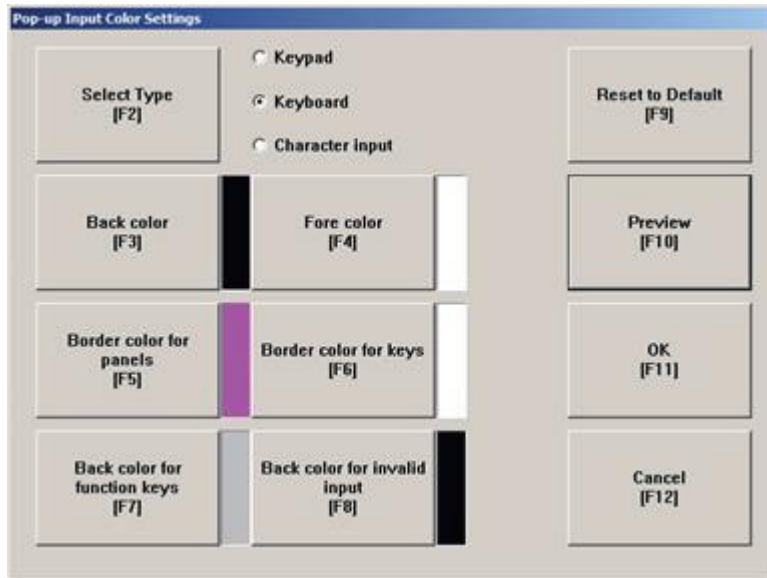 Pop-up Input Color Settings
Select Type
[F2]
Keypad
Keyboard
Character input
Reset to Default
[F9]
Back color
[F3]
Fore color
[F4]
Preview
[F10]
Border color for
panels
[F5]
Border color for keys
[F6]
OK
[F11]
Back color for
function keys
[F7]
Back color for invalid
input
[F8]
Cancel
[F12]